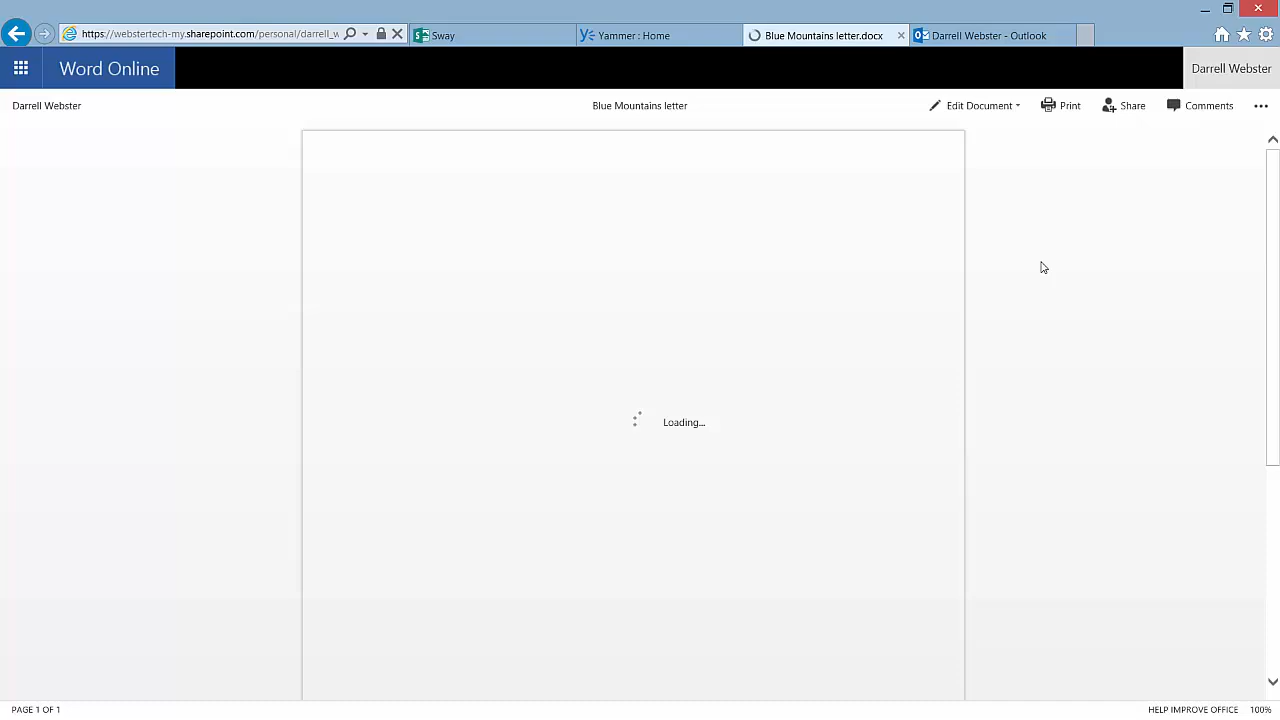 https://webstertech-my.sharepoint.com/personal/darrell_w
Sway
Yammer : Home
Blue Mountains letter.docx
Darrell Webster - Outlook
Word Online
Darrell Webster
Darrell Webster
Blue Mountains letter
Edit Document
Print
Share
Comments
Loading...
PAGE 1 OF 1
HELP IMPROVE OFFICE
100%